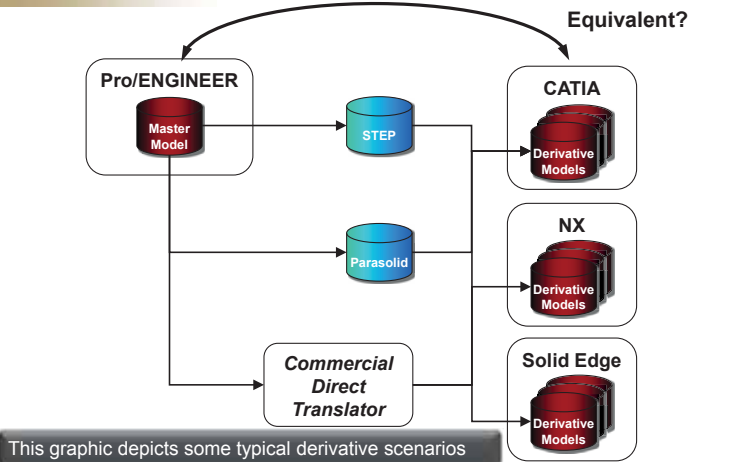 Equivalent?
Pro/ENGINEER
Master
Model
STEP
Parasolid
Commercial
Direct
Translator
CATIA
Derivative
Models
NX
Derivative
Models
Solid Edge
Derivative
Models
This graphic depicts some typical derivative scenarios